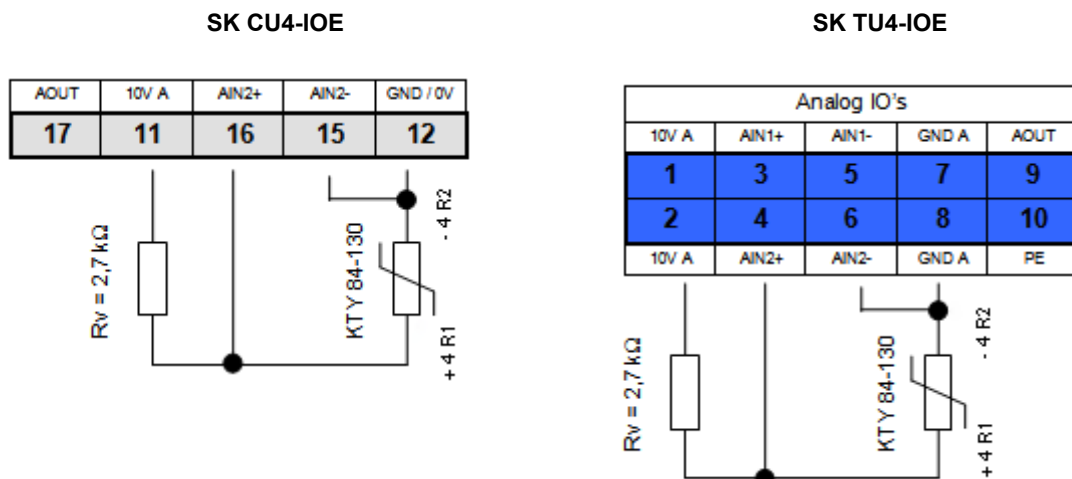 SK CU4-IOE
AOUT 10V A AIN2+ AIN2- GND / 0V
17 11 16 15 12
Rv = 2,7 kΩ
KTY 84-130
- 4 R2
+ 4 R1
SK TU4-IOE
Analog IO's
10V A AIN1+ AIN1- GND A AOUT
1 3 5 7 9
2 4 6 8 10
10V A AIN2+ AIN2- GND A PE
Rv = 2,7 kΩ
KTY 84-130
- 4 R2
+ 4 R1